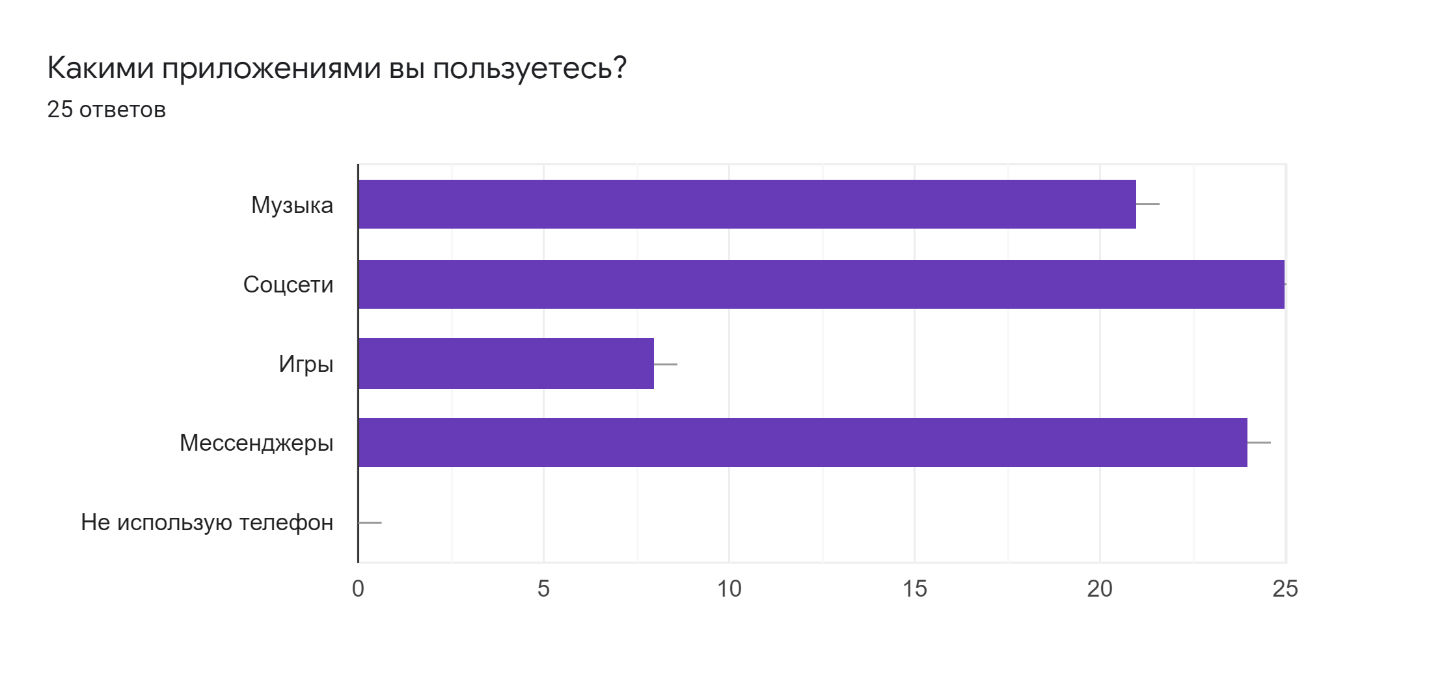 Какими приложениями вы пользуетесь?
25 ответов
Музыка
Соцсети
Игры
Мессенджеры
Не использую телефон
0 5 10 15 20 25